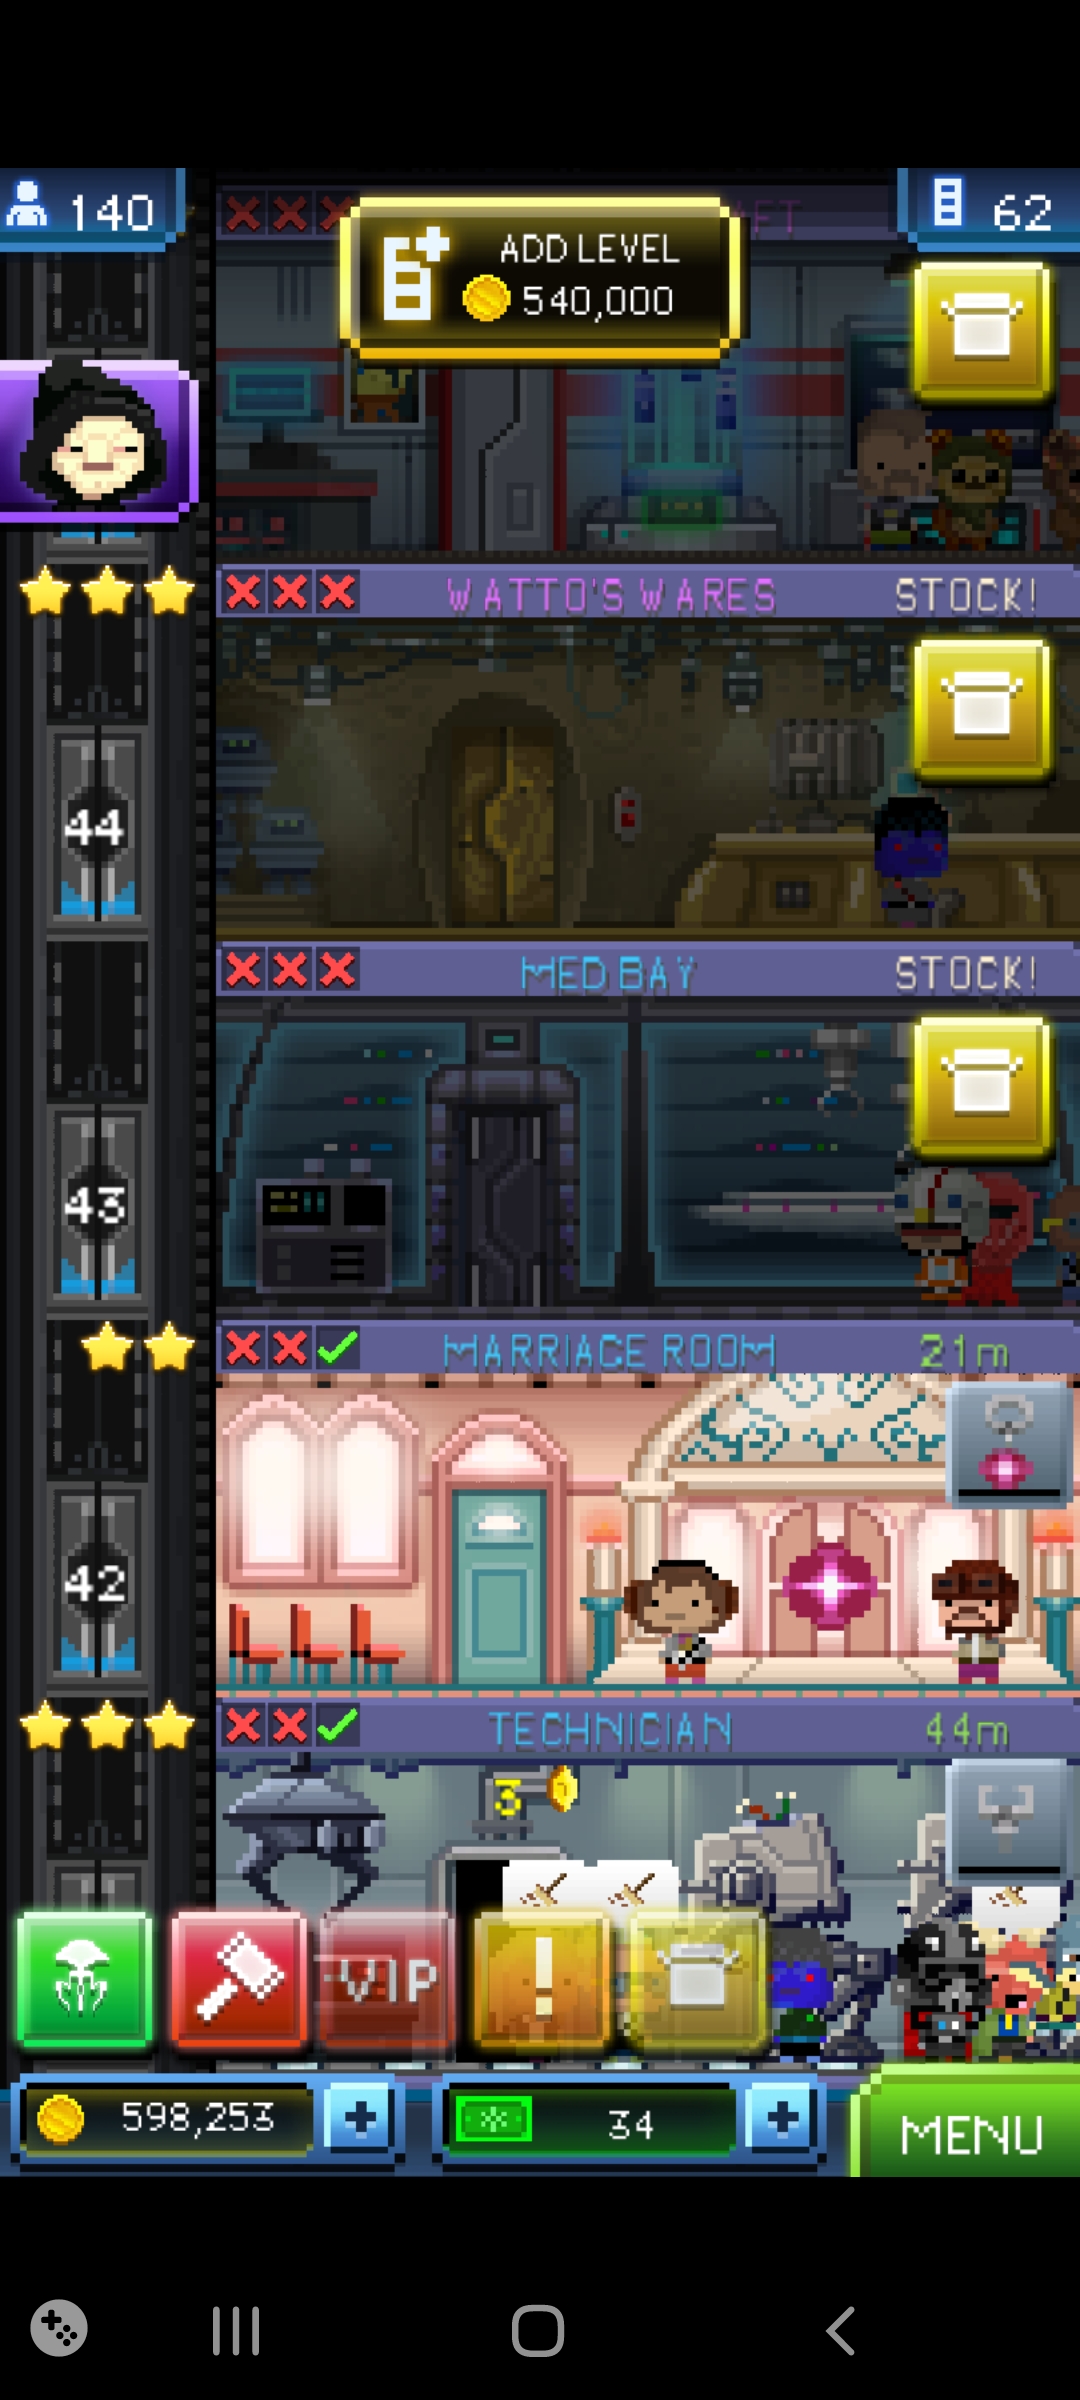 140
ADD LEVEL
540,000
62
WATTO'S WARES
STOCK!
44
MED BAY
STOCK!
43
MARRIAGE ROOM
21m
42
TECHNICIAN
44m
3
VIP
!
598,253
34
MENU